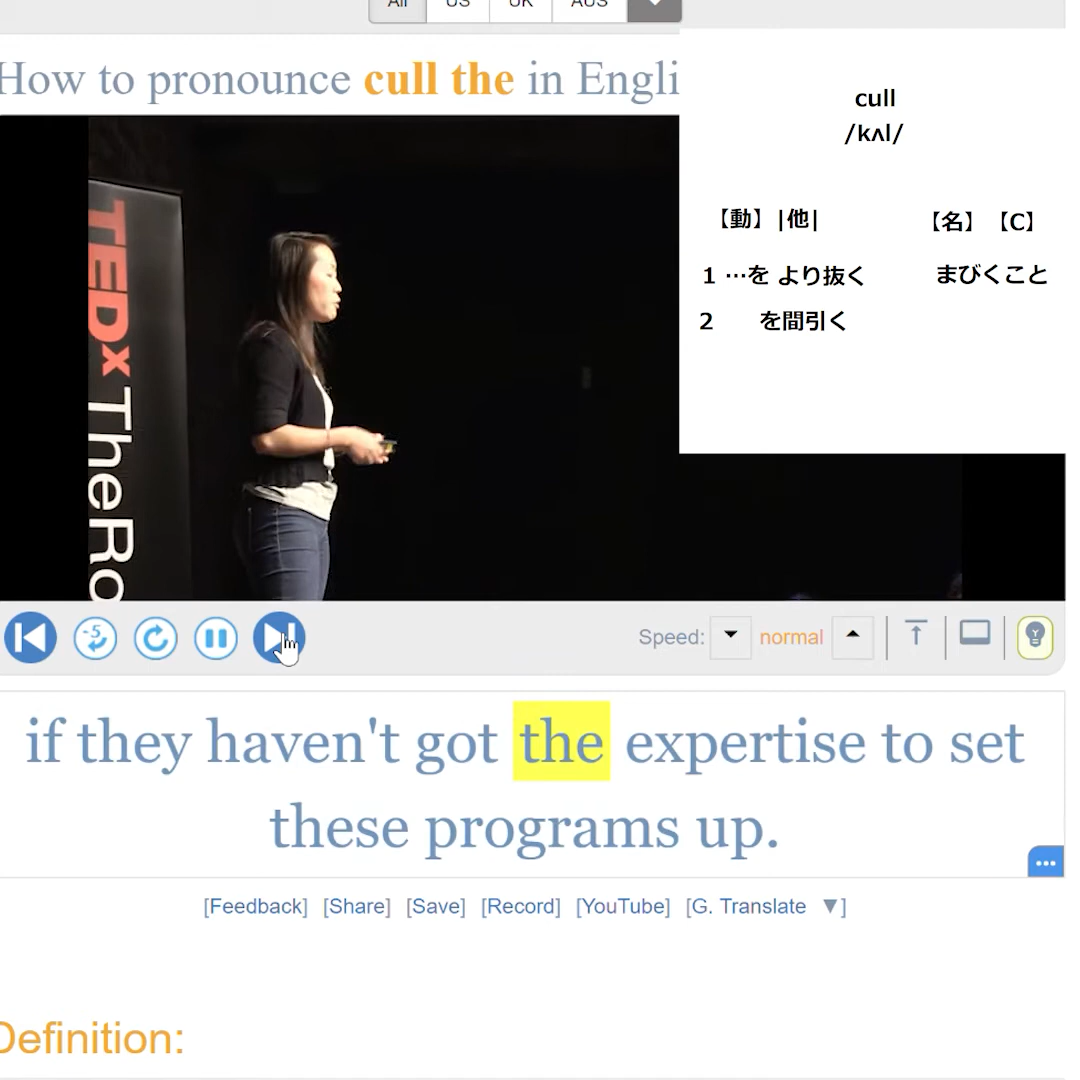 All US UK AUS
How to pronounce cull the in Engli
cull
/kʌl/
【動】|他|
【名】【C】
1 …を より抜く
まびくこと
2 を間引く
TEDx TheRo
-5
Speed: normal
if they haven't got the expertise to set
these programs up.
[Feedback] [Share] [Save] [Record] [YouTube] [G. Translate ▼]
Definition: